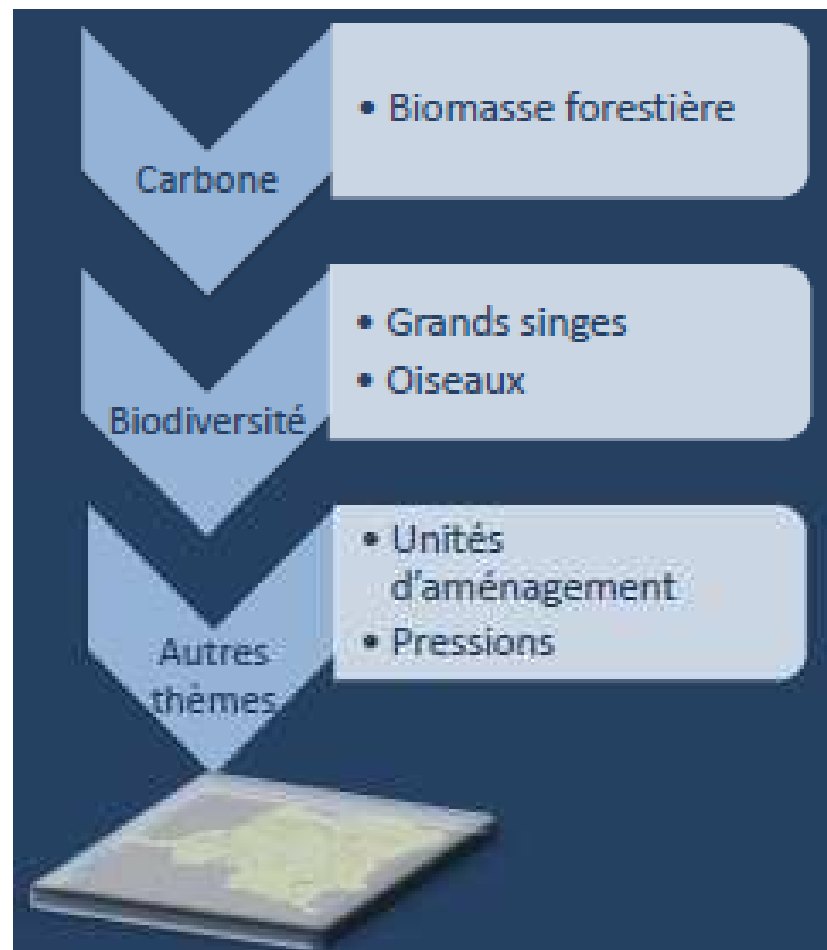 Carbone
• Biomasse forestière
Biodiversité
• Grands singes
• Oiseaux
Autres
thèmes
• Unités
d'aménagement
• Pressions